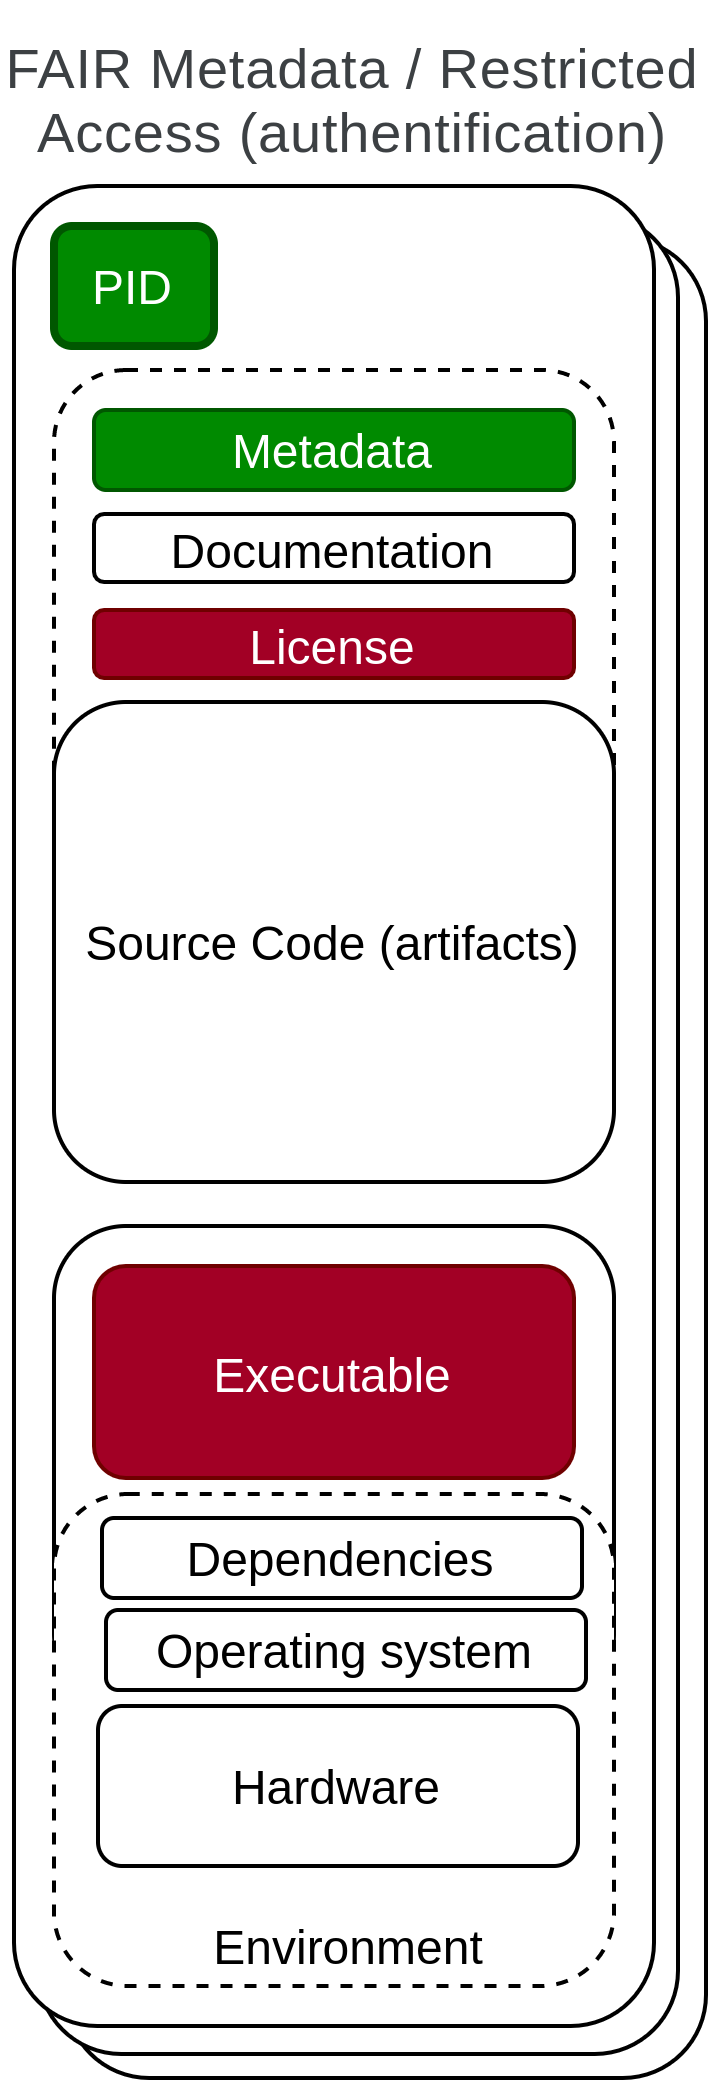 FAIR Metadata / Restricted
Access (authentification)
PID
Metadata
Documentation
License
Source Code (artifacts)
Executable
Dependencies
Operating system
Hardware
Environment